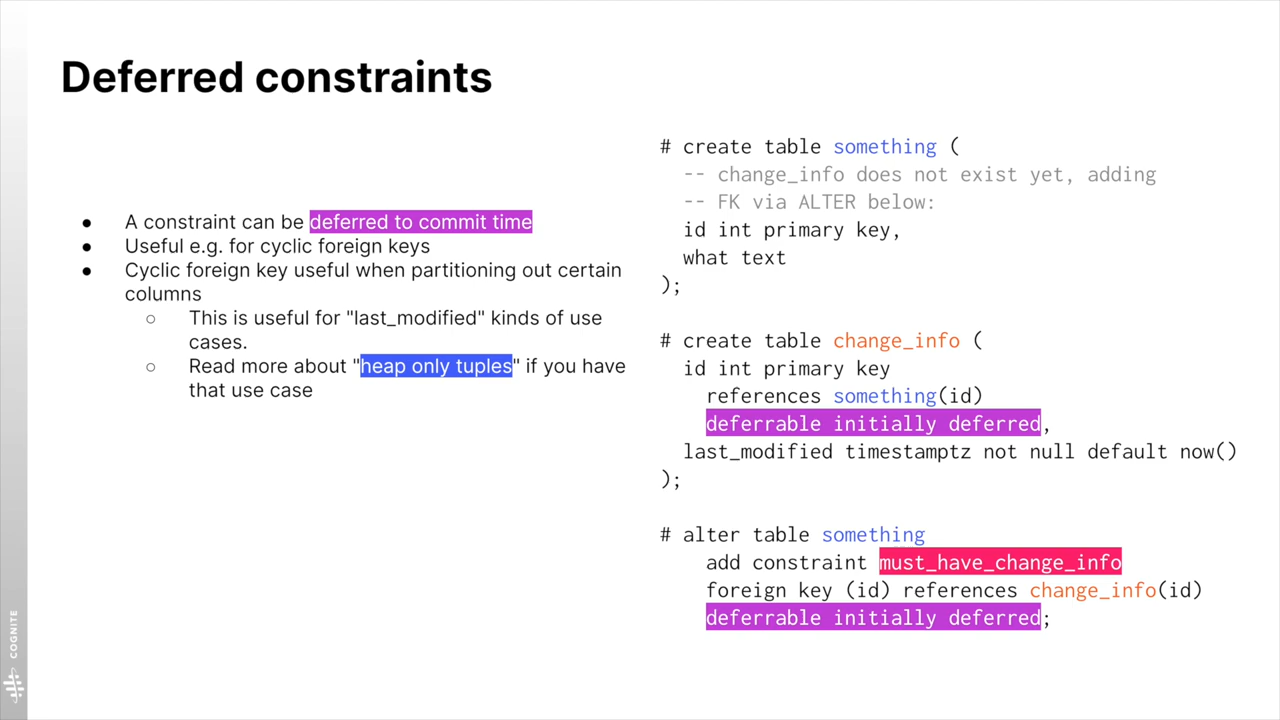 Deferred constraints
● A constraint can be deferred to commit time
● Useful e.g. for cyclic foreign keys
● Cyclic foreign key useful when partitioning out certain
columns
○ This is useful for "last_modified" kinds of use
cases.
○ Read more about "heap only tuples" if you have
that use case
# create table something (
-- change_info does not exist yet, adding
-- FK via ALTER below:
id int primary key,
what text
);
# create table change_info (
id int primary key
references something(id)
deferrable initially deferred,
last_modified timestamptz not null default now()
);
# alter table something
add constraint must_have_change_info
foreign key (id) references change_info(id)
deferrable initially deferred;
COGNITE